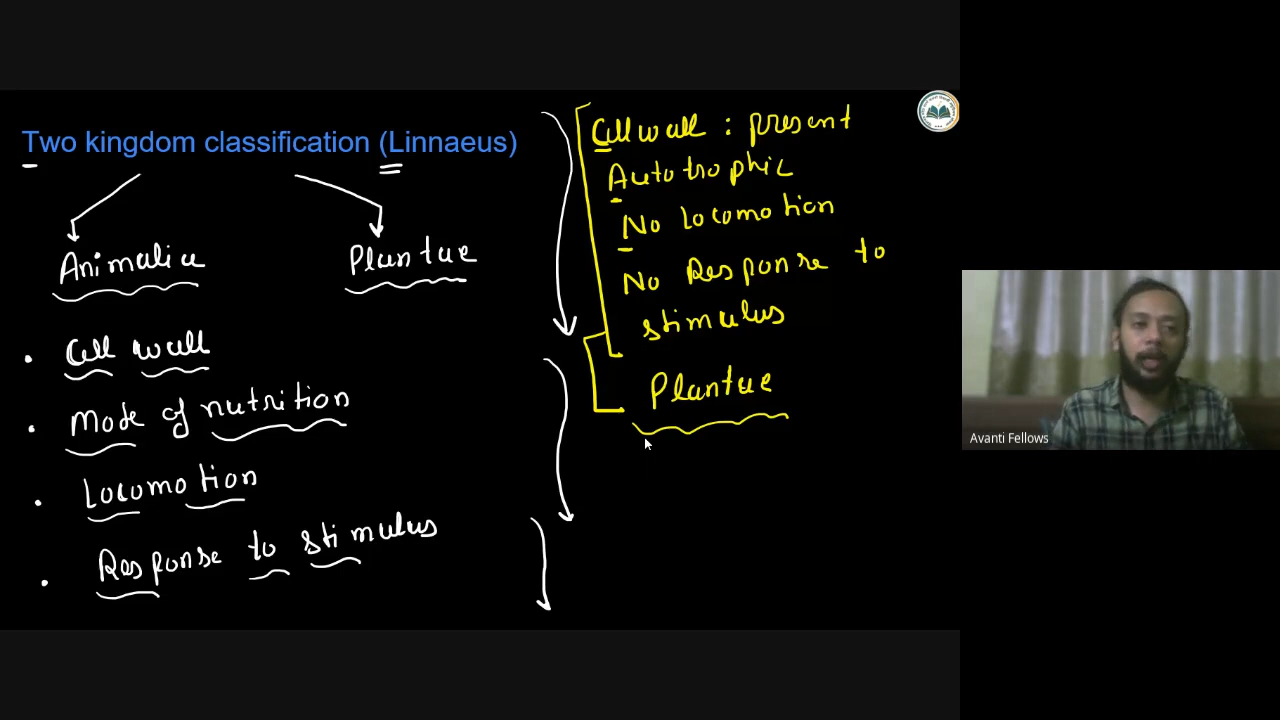 Two kingdom classification (Linnaeus)
Animalia
Plantae
• Cell wall
• Mode of nutrition
• Locomotion
• Response to stimulus
Cell wall : present
Autotrophic
No Locomotion
No Response to
stimulus
Plantae
Avanti Fellows